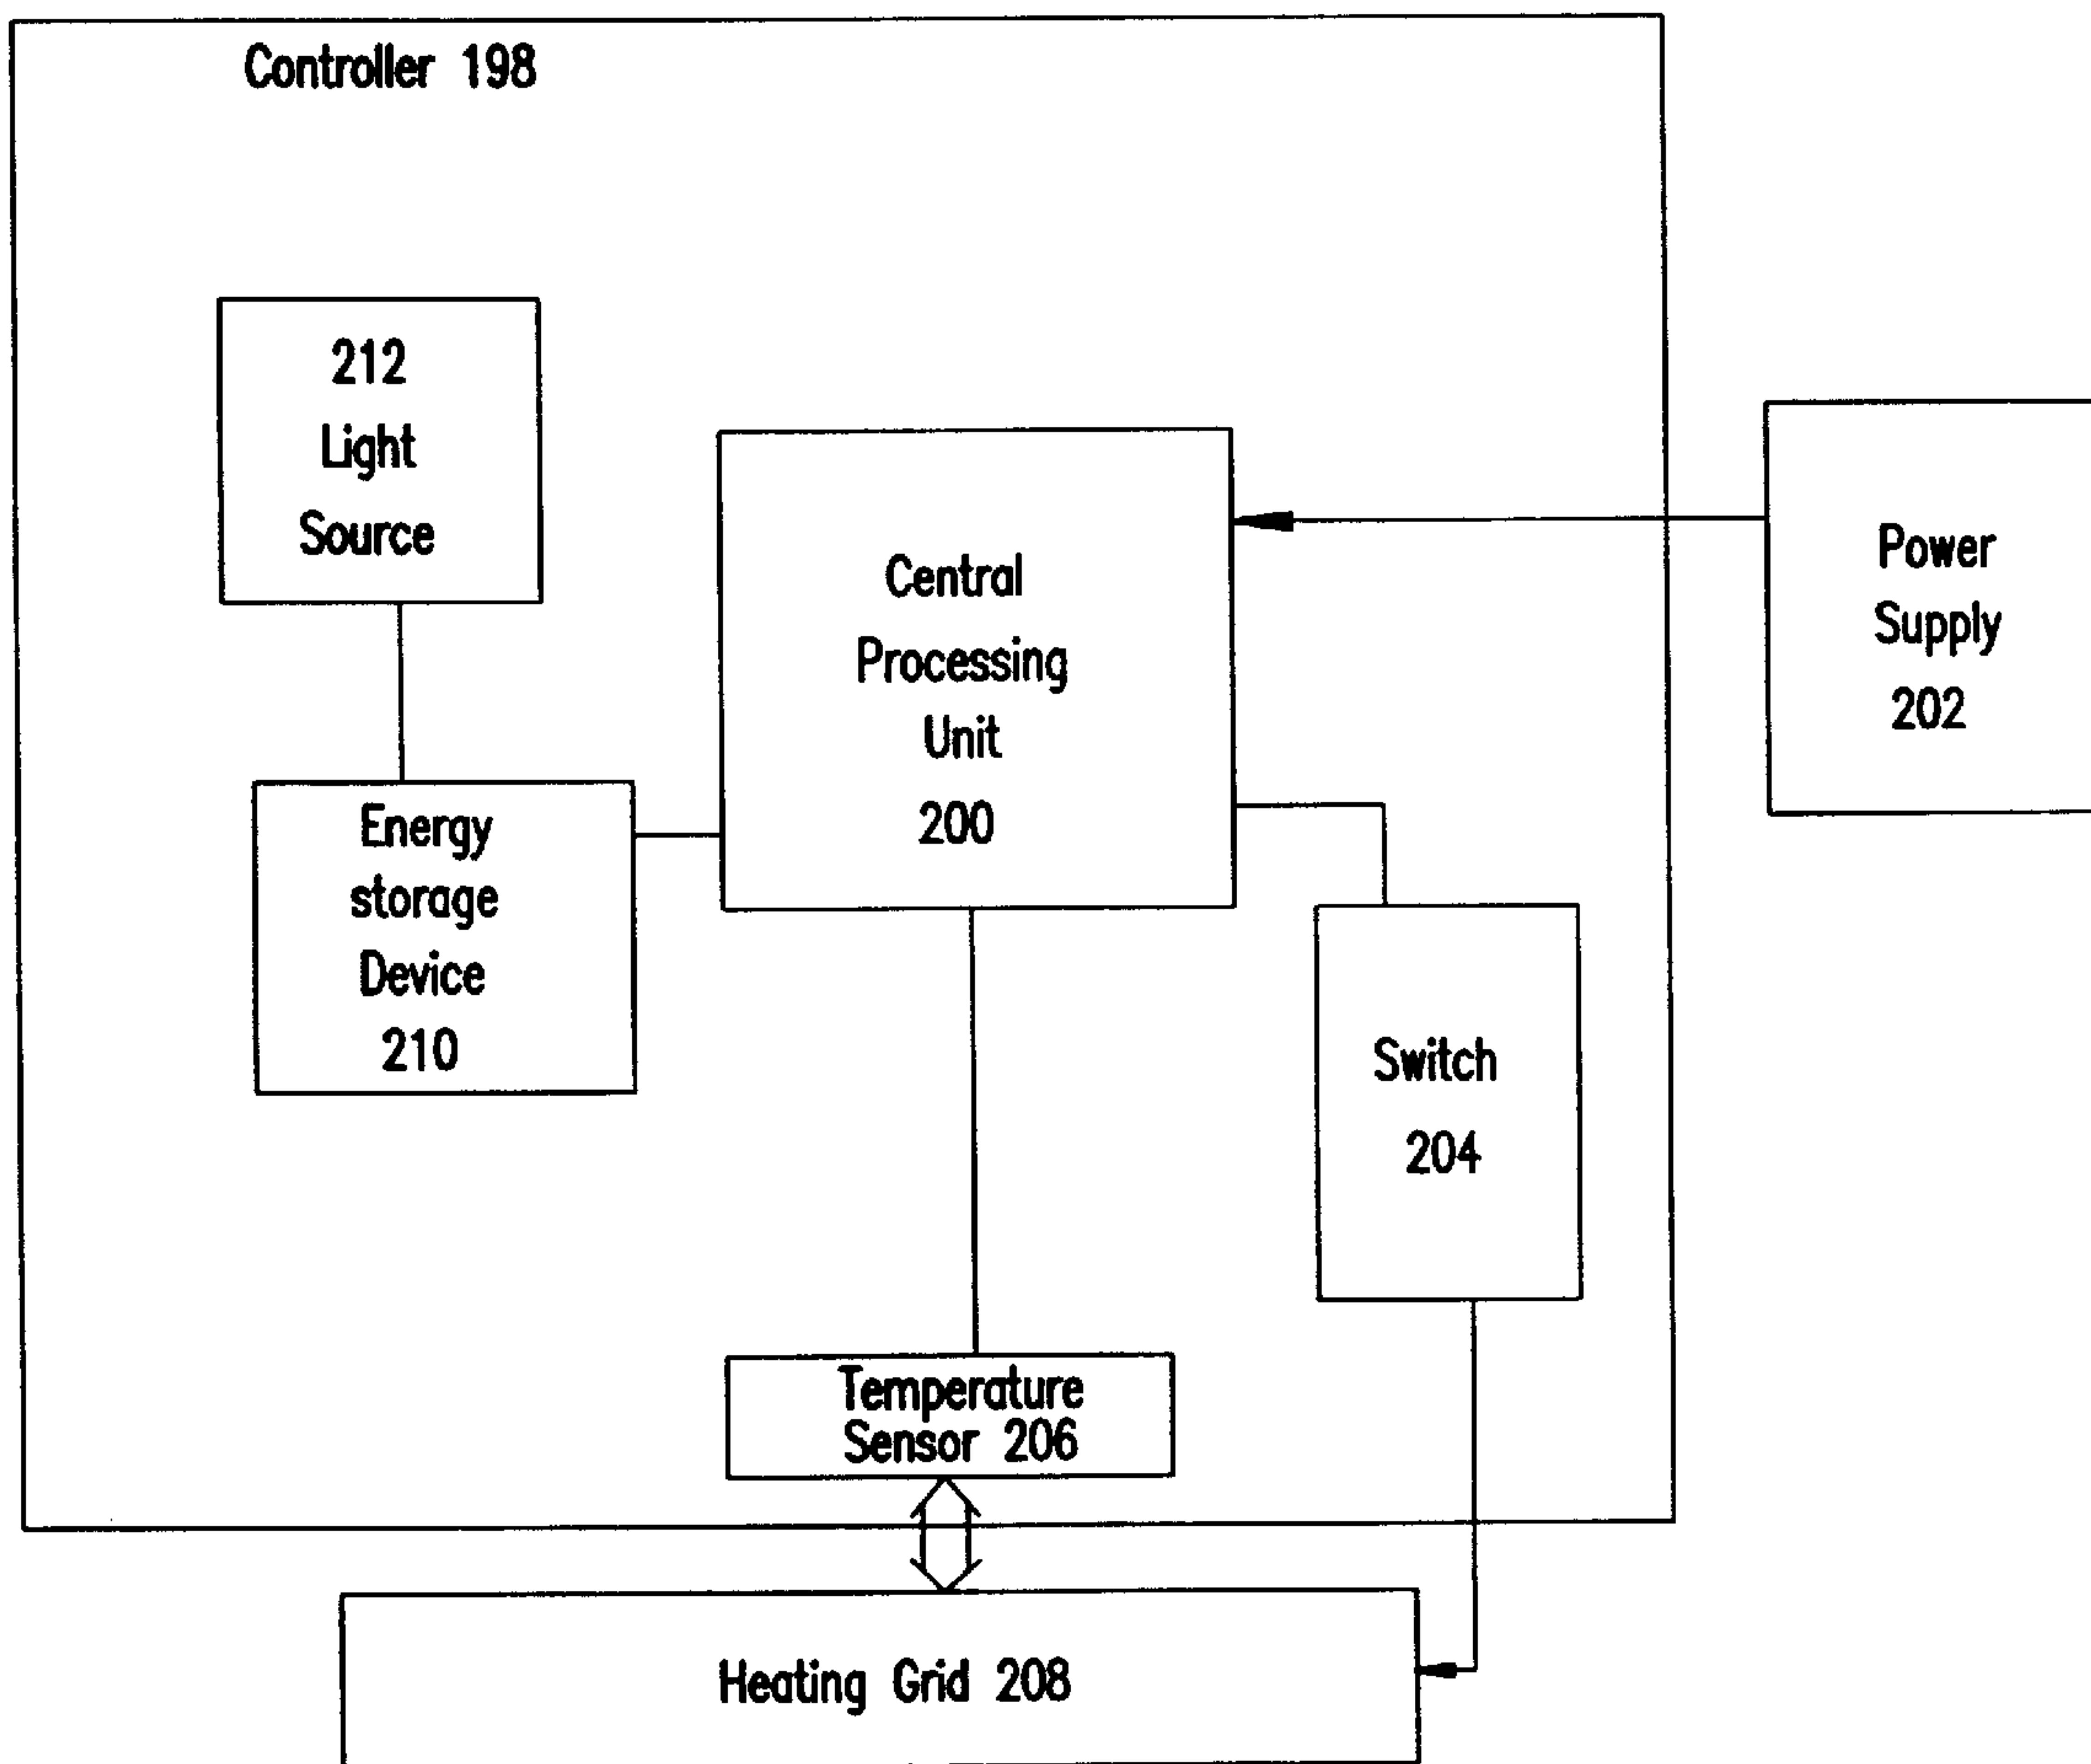 Controller 198
212
Light
Source
Central
Processing
Unit
200
Power
Supply
202
Energy
storage
Device
210
Switch
204
Temperature
Sensor 206
Heating Grid 208